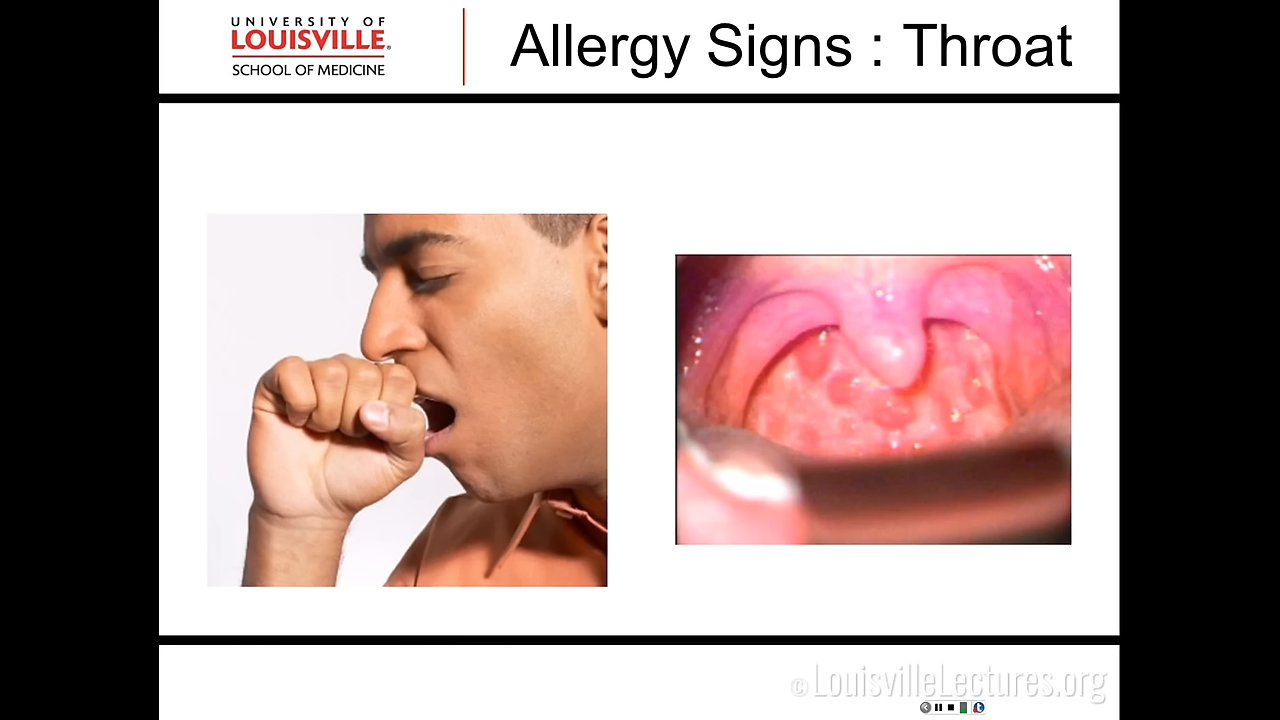 UNIVERSITY OF
LOUISVILLE®
SCHOOL OF MEDICINE
Allergy Signs : Throat
© LouisvilleLectures.org